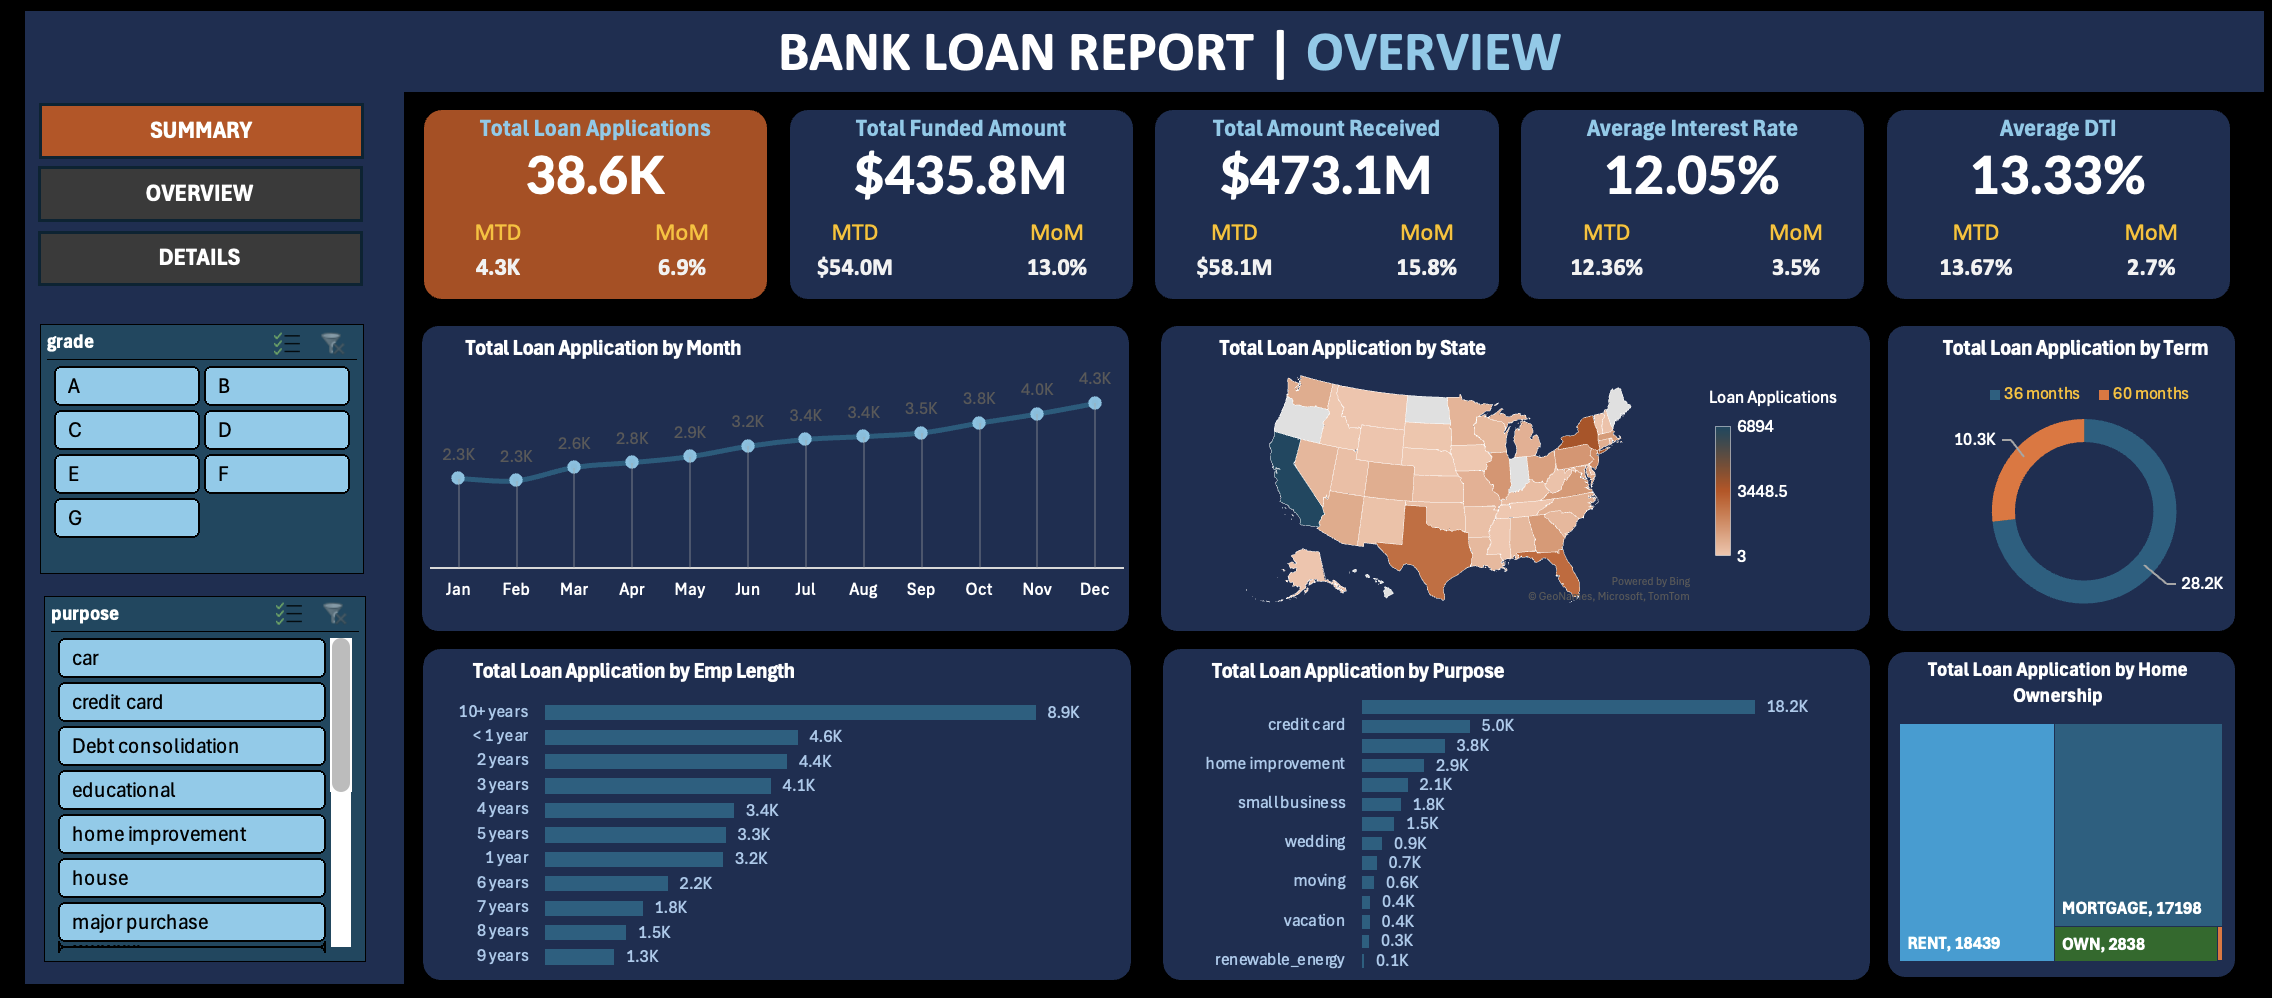 BANK LOAN REPORT | OVERVIEW
SUMMARY
OVERVIEW
DETAILS
grade
A
B
C
D
E
F
G
purpose
car
credit card
Debt consolidation
educational
home improvement
house
major purchase
Total Loan Applications
38.6K
MTD
MoM
4.3K
6.9%
Total Funded Amount
$435.8M
MTD
MoM
$54.0M
13.0%
Total Amount Received
$473.1M
MTD
MoM
$58.1M
15.8%
Average Interest Rate
12.05%
MTD
MoM
12.36%
3.5%
Average DTI
13.33%
MTD
MoM
13.67%
2.7%
Total Loan Application by Month
2.3K
2.3K
2.6K
2.8K
2.9K
3.2K
3.4K
3.4K
3.5K
3.8K
4.0K
4.3K
Jan
Feb
Mar
Apr
May
Jun
Jul
Aug
Sep
Oct
Nov
Dec
Total Loan Application by State
Loan Applications
6894
3448.5
3
Powered by Bing
© GeoNames, Microsoft, TomTom
Total Loan Application by Term
36 months
60 months
10.3K
28.2K
Total Loan Application by Emp Length
10+ years
8.9K
< 1 year
4.6K
2 years
4.4K
3 years
4.1K
4 years
3.4K
5 years
3.3K
1 year
3.2K
6 years
2.2K
7 years
1.8K
8 years
1.5K
9 years
1.3K
Total Loan Application by Purpose
18.2K
credit card
5.0K
3.8K
home improvement
2.9K
2.1K
small business
1.8K
1.5K
wedding
0.9K
0.7K
moving
0.6K
0.4K
vacation
0.4K
0.3K
renewable_energy
0.1K
Total Loan Application by Home
Ownership
RENT, 18439
MORTGAGE, 17198
OWN, 2838